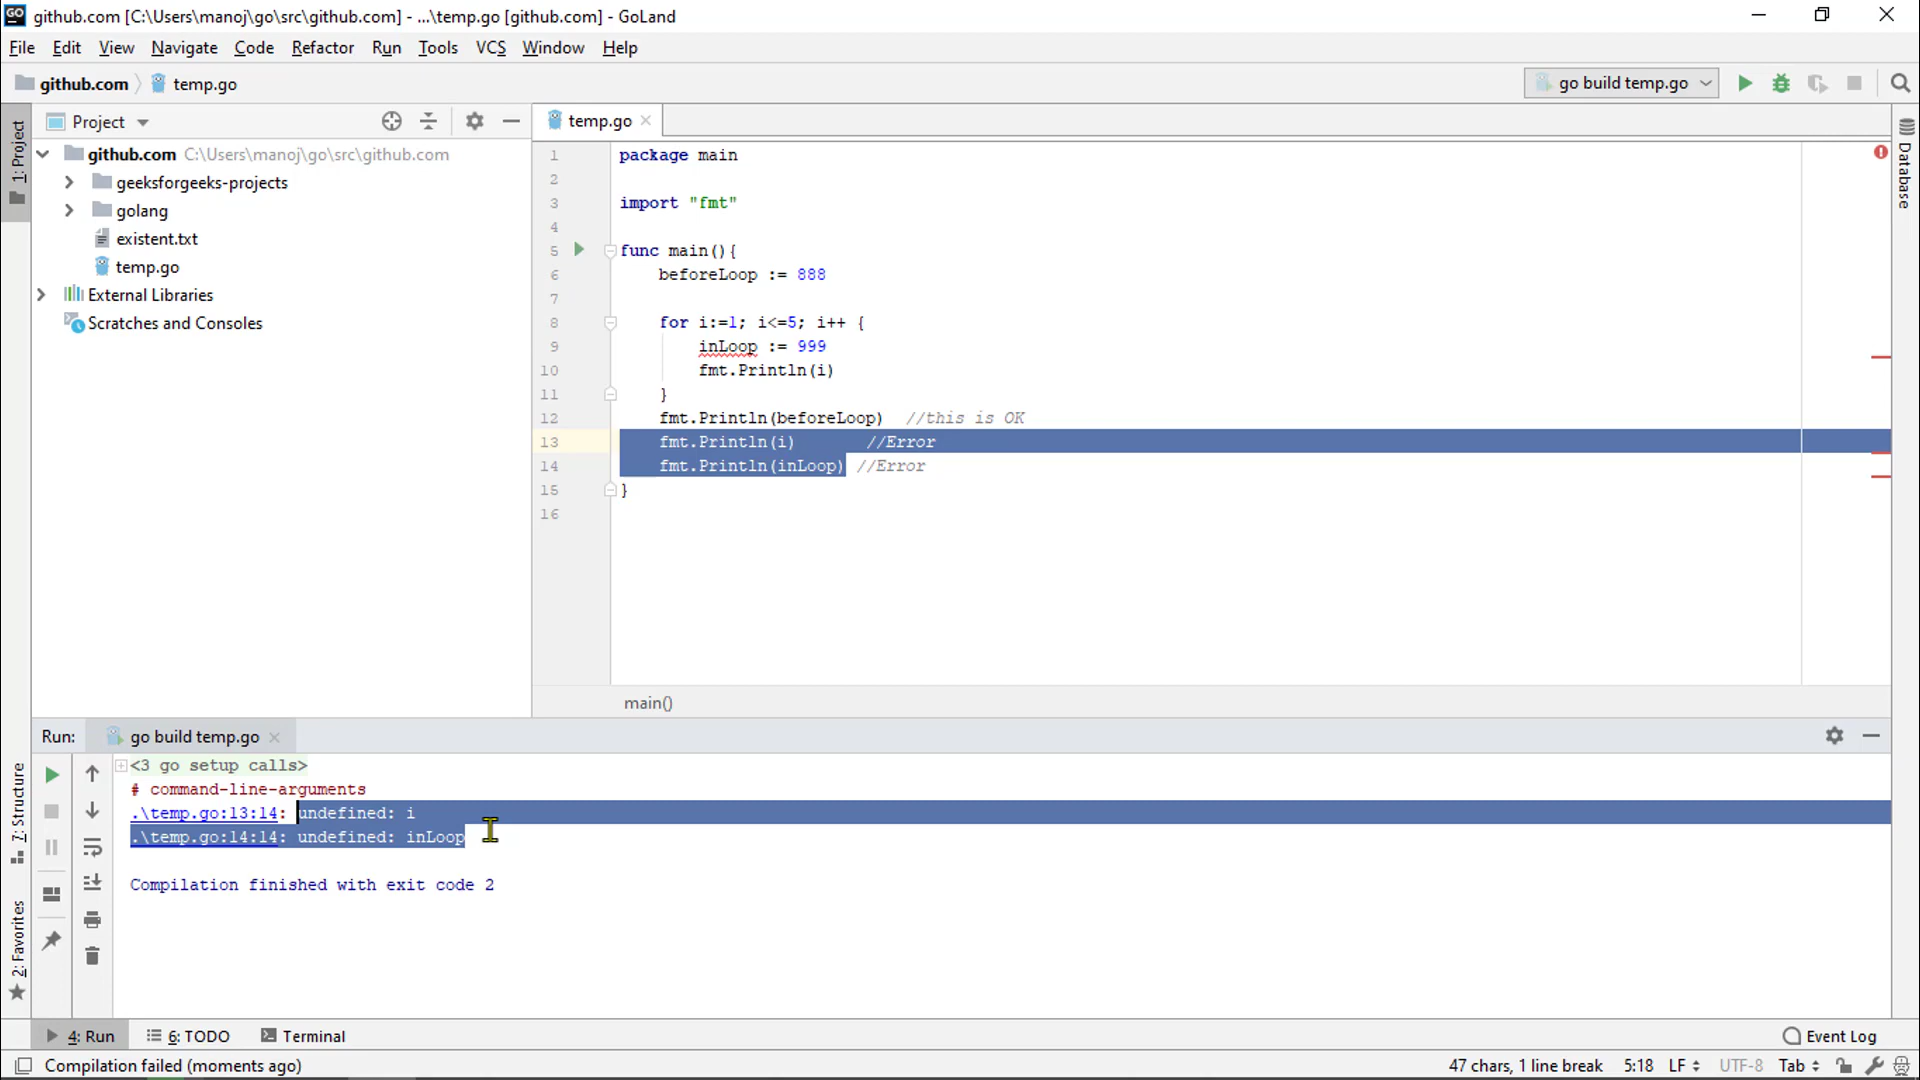 GO github.com [C:\Users\manoj\go\src\github.com] - ...\temp.go [github.com] - GoLand
File Edit View Navigate Code Refactor Run Tools VCS Window Help
github.com temp.go go build temp.go
1: Project
Project
temp.go
github.com C:\Users\manoj\go\src\github.com
geeksforgeeks-projects
golang
existent.txt
temp.go
External Libraries
Scratches and Consoles
1 package main
2
3 import "fmt"
4
5 func main(){
6 beforeLoop := 888
7
8 for i:=1; i<=5; i++ {
9 inLoop := 999
10 fmt.Println(i)
11 }
12 fmt.Println(beforeLoop) //this is OK
13 fmt.Println(i) //Error
14 fmt.Println(inLoop) //Error
15 }
16
main()
Database
Run: go build temp.go
<3 go setup calls>
# command-line-arguments
.\temp.go:13:14: undefined: i
.\temp.go:14:14: undefined: inLoop
Compilation finished with exit code 2
7: Structure
2: Favorites
4: Run 6: TODO Terminal Event Log
Compilation failed (moments ago) 47 chars, 1 line break 5:18 LF UTF-8 Tab